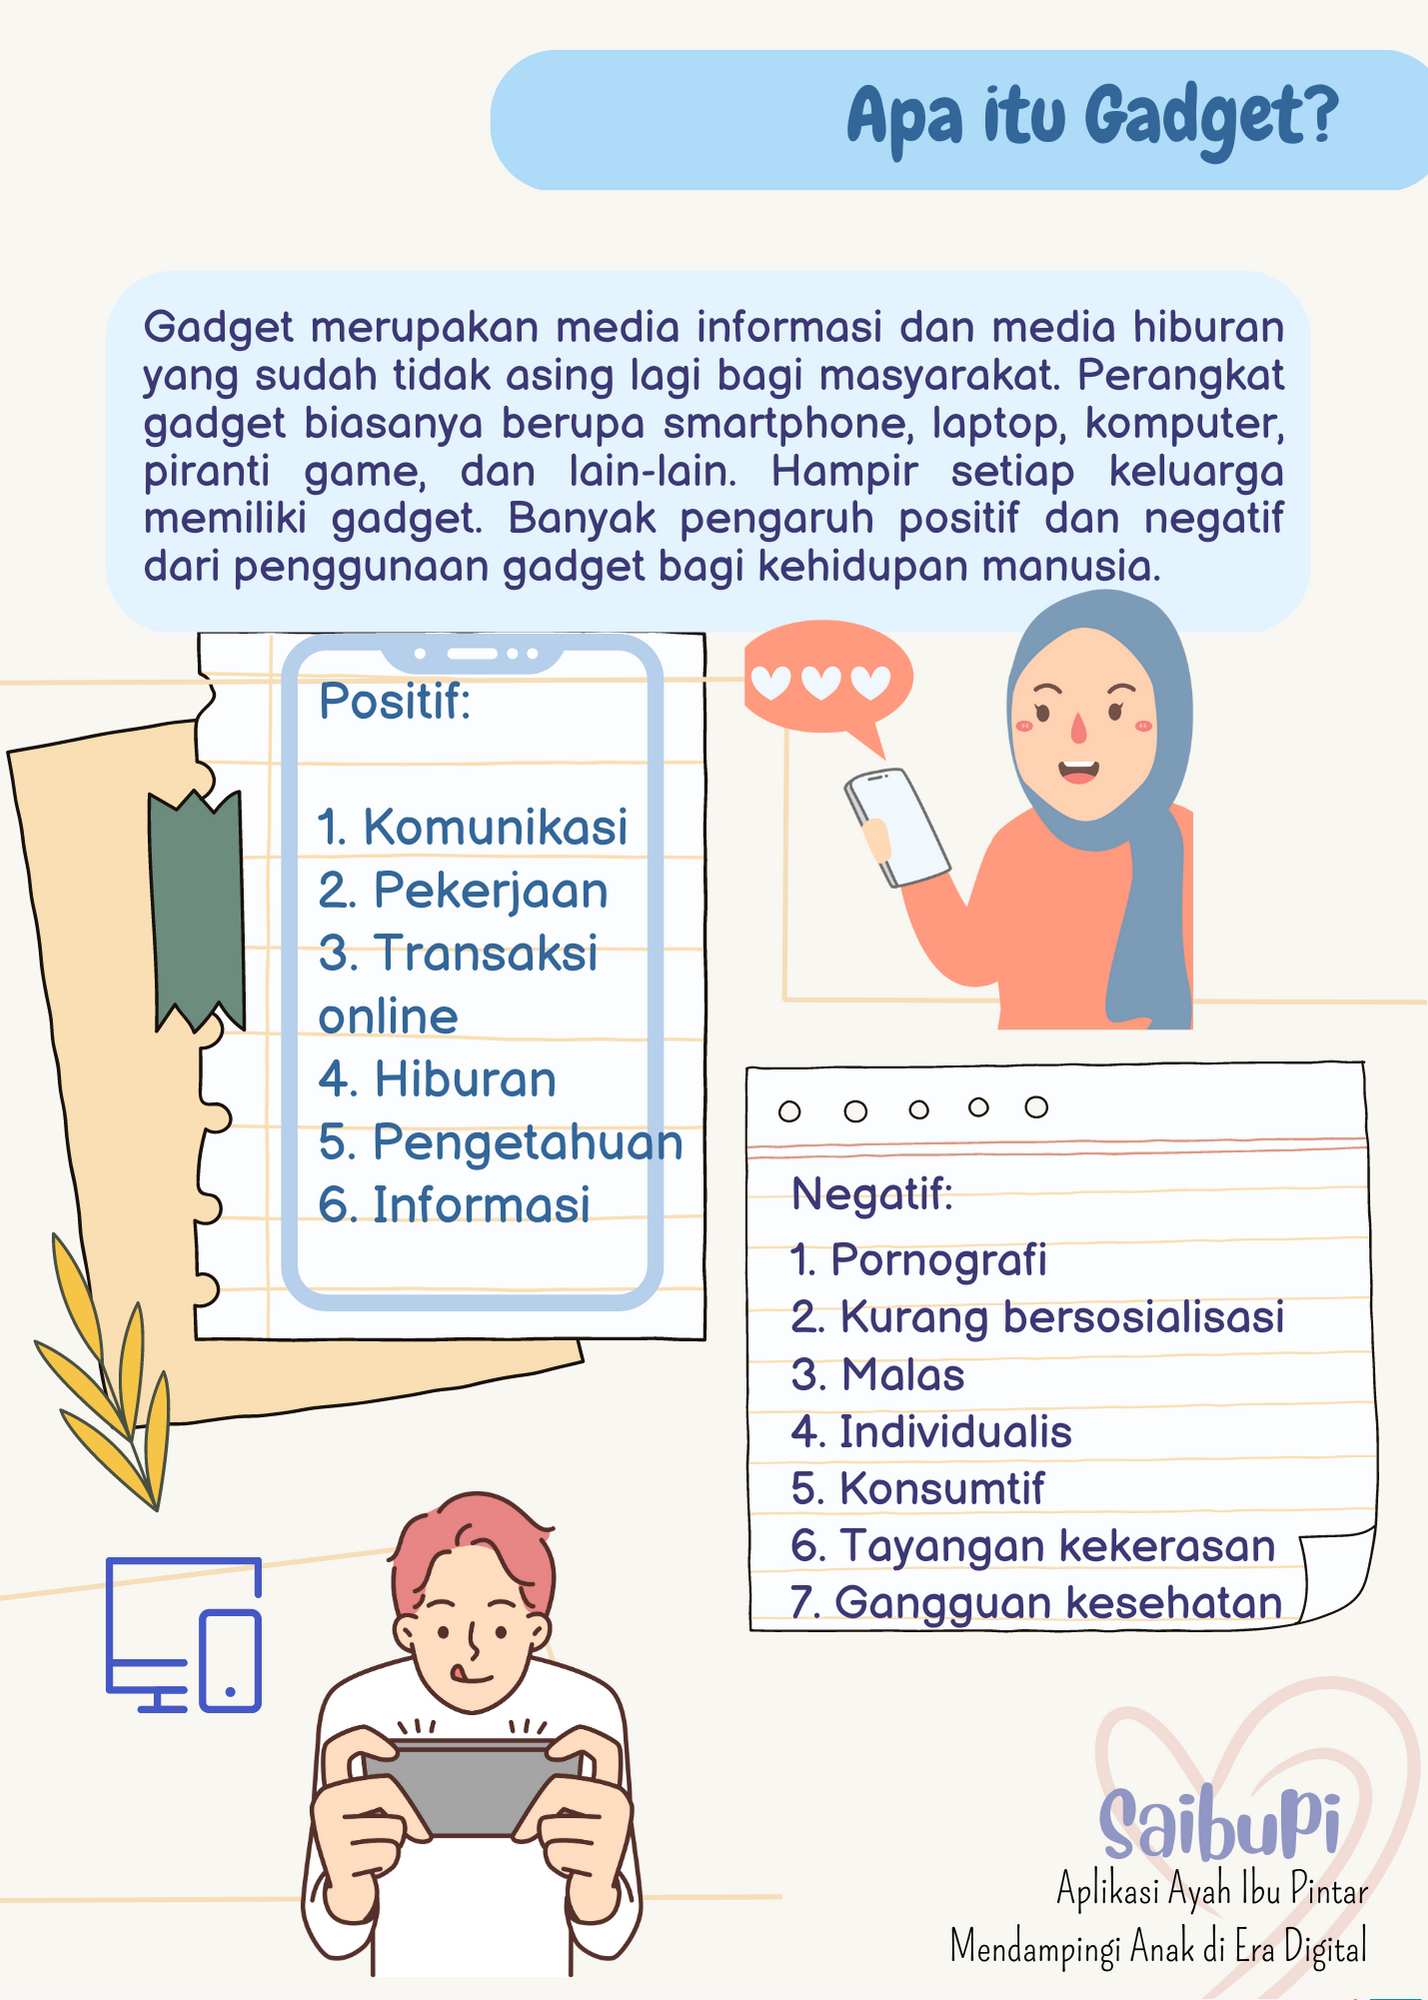 Apa itu Gadget?
Gadget merupakan media informasi dan media hiburan
yang sudah tidak asing lagi bagi masyarakat. Perangkat
gadget biasanya berupa smartphone, laptop, komputer,
piranti game, dan lain-lain. Hampir setiap keluarga
memiliki gadget. Banyak pengaruh positif dan negatif
dari penggunaan gadget bagi kehidupan manusia.
Positif:
1. Komunikasi
2. Pekerjaan
3. Transaksi
online
4. Hiburan
5. Pengetahuan
6. Informasi
Negatif:
1. Pornografi
2. Kurang bersosialisasi
3. Malas
4. Individualis
5. Konsumtif
6. Tayangan kekerasan
7. Gangguan kesehatan
SaibuPi
Aplikasi Ayah Ibu Pintar
Mendampingi Anak di Era Digital